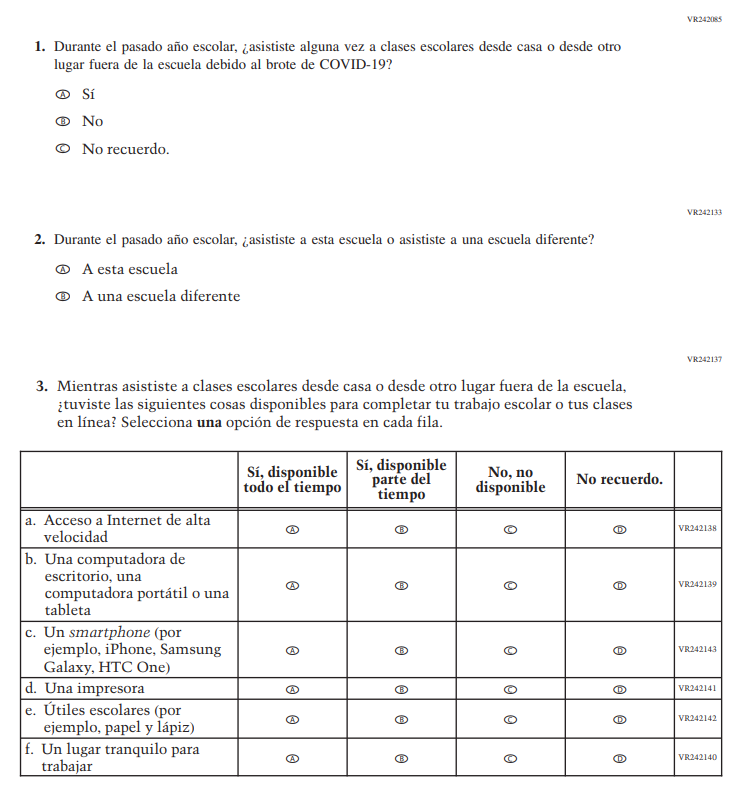 VR242085
1. Durante el pasado año escolar, ¿asististe alguna vez a clases escolares desde casa o desde otro
lugar fuera de la escuela debido al brote de COVID-19?
Ⓐ Sí
Ⓑ No
Ⓒ No recuerdo.
VR242133
2. Durante el pasado año escolar, ¿asististe a esta escuela o asististe a una escuela diferente?
Ⓐ A esta escuela
Ⓑ A una escuela diferente
VR242137
3. Mientras asististe a clases escolares desde casa o desde otro lugar fuera de la escuela,
¿tuviste las siguientes cosas disponibles para completar tu trabajo escolar o tus clases
en línea? Selecciona una opción de respuesta en cada fila.
Sí, disponible
todo el tiempo
Sí, disponible
parte del
tiempo
No, no
disponible
No recuerdo.
a. Acceso a Internet de alta
velocidad
Ⓐ Ⓑ Ⓒ Ⓓ VR242138
b. Una computadora de
escritorio, una
computadora portátil o una
tableta
Ⓐ Ⓑ Ⓒ Ⓓ VR242139
c. Un smartphone (por
ejemplo, iPhone, Samsung
Galaxy, HTC One)
Ⓐ Ⓑ Ⓒ Ⓓ VR242143
d. Una impresora Ⓐ Ⓑ Ⓒ Ⓓ VR242141
e. Útiles escolares (por
ejemplo, papel y lápiz)
Ⓐ Ⓑ Ⓒ Ⓓ VR242142
f. Un lugar tranquilo para
trabajar
Ⓐ Ⓑ Ⓒ Ⓓ VR242140